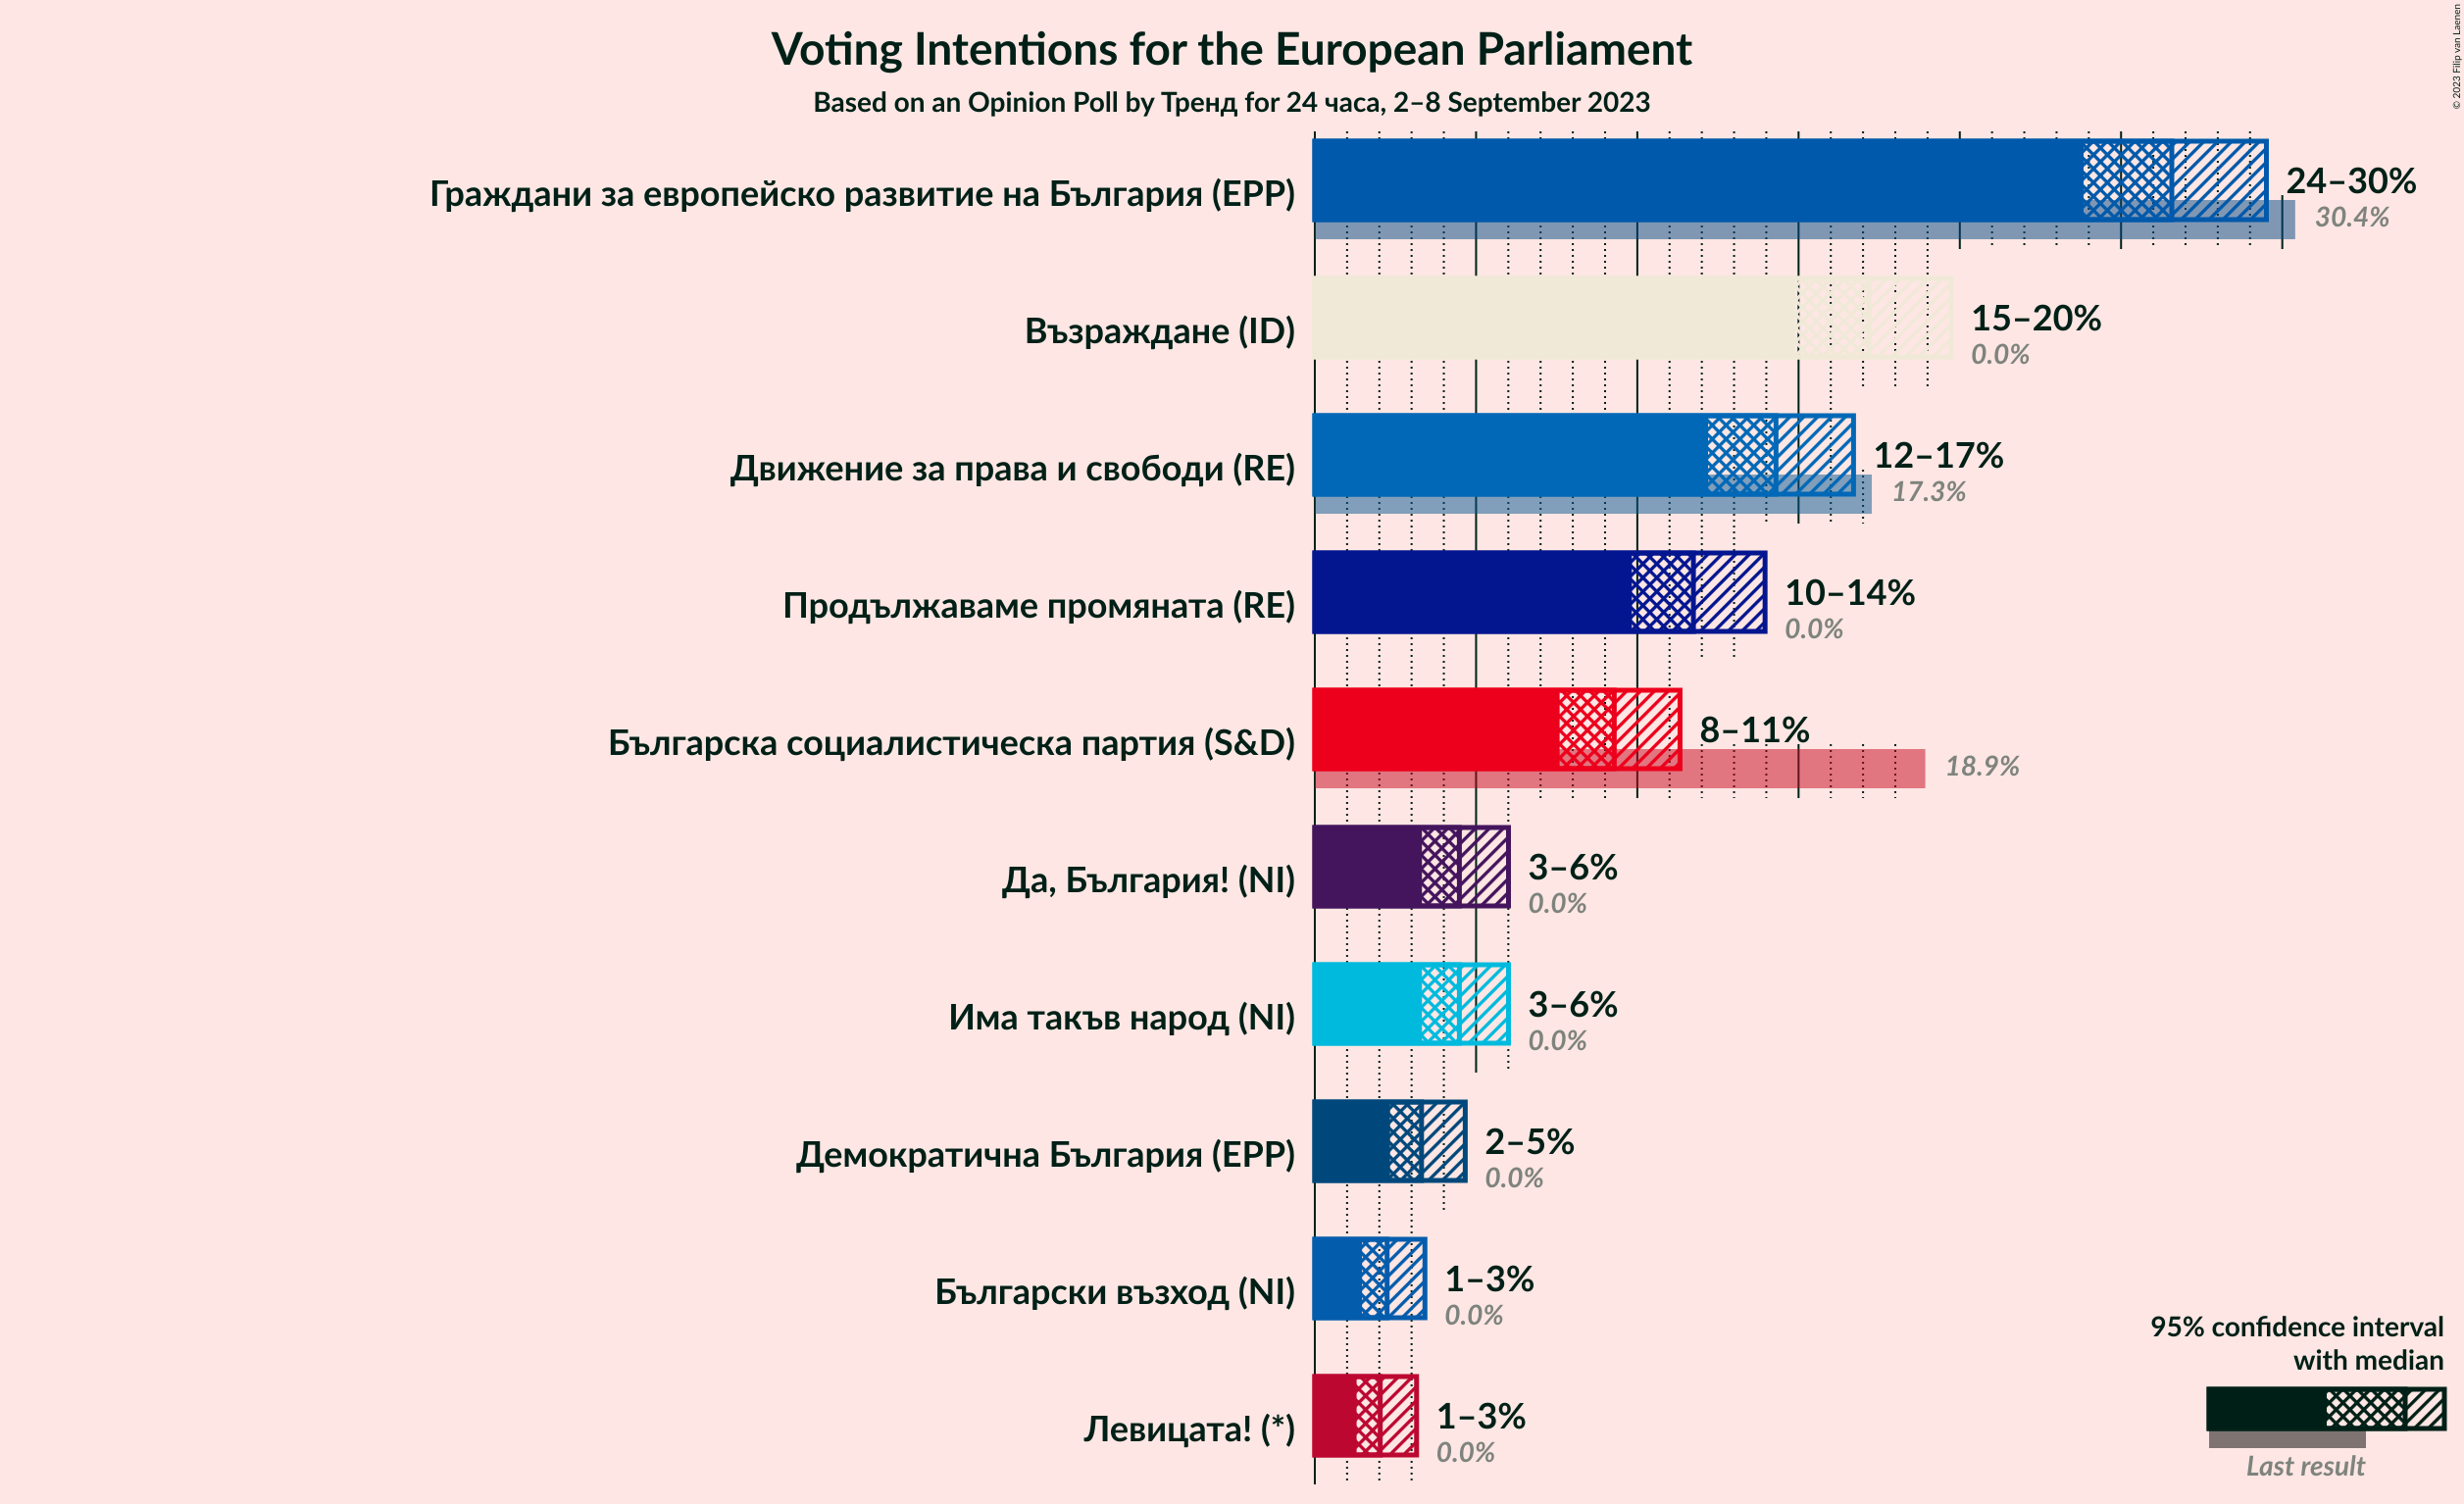 Voting Intentions for the European Parliament
Based on an Opinion Poll by Тренд for 24 часа, 2–8 September 2023
© 2023 Filip van Laenen
Граждани за европейско развитие на България (EPP)
24–30%
30.4%
Възраждане (ID)
15–20%
0.0%
Движение за права и свободи (RE)
12–17%
17.3%
Продължаваме промяната (RE)
10–14%
0.0%
Българска социалистическа партия (S&D)
8–11%
18.9%
Да, България! (NI)
3–6%
0.0%
Има такъв народ (NI)
3–6%
0.0%
Демократична България (EPP)
2–5%
0.0%
Български възход (NI)
1–3%
0.0%
Левицата! (*)
1–3%
0.0%
95% confidence interval
with median
Last result